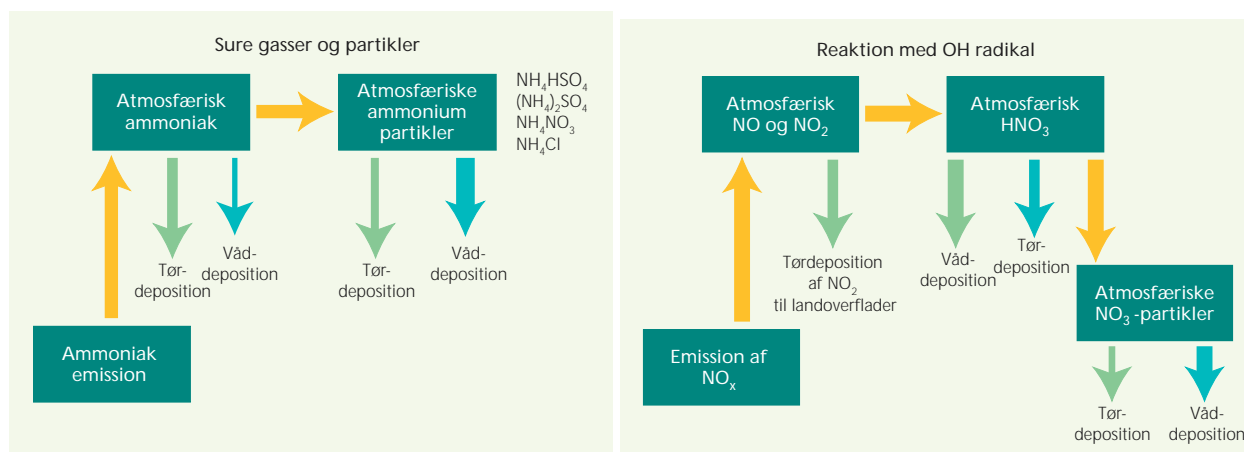 Sure gasser og partikler
Atmosfærisk
ammoniak
Atmosfæriske
ammonium
partikler
NH₄HSO₄
(NH₄)₂SO₄
NH₄NO₃
NH₄Cl
Tør-
deposition
Våd-
deposition
Tør-
deposition
Våd-
deposition
Ammoniak
emission
Reaktion med OH radikal
Atmosfærisk
NO og NO₂
Atmosfærisk
HNO₃
Tørdeposition
af NO₂
til landoverflader
Våd-
deposition
Tør-
deposition
Atmosfæriske
NO₃ -partikler
Emission af
NOₓ
Tør-
deposition
Våd-
deposition